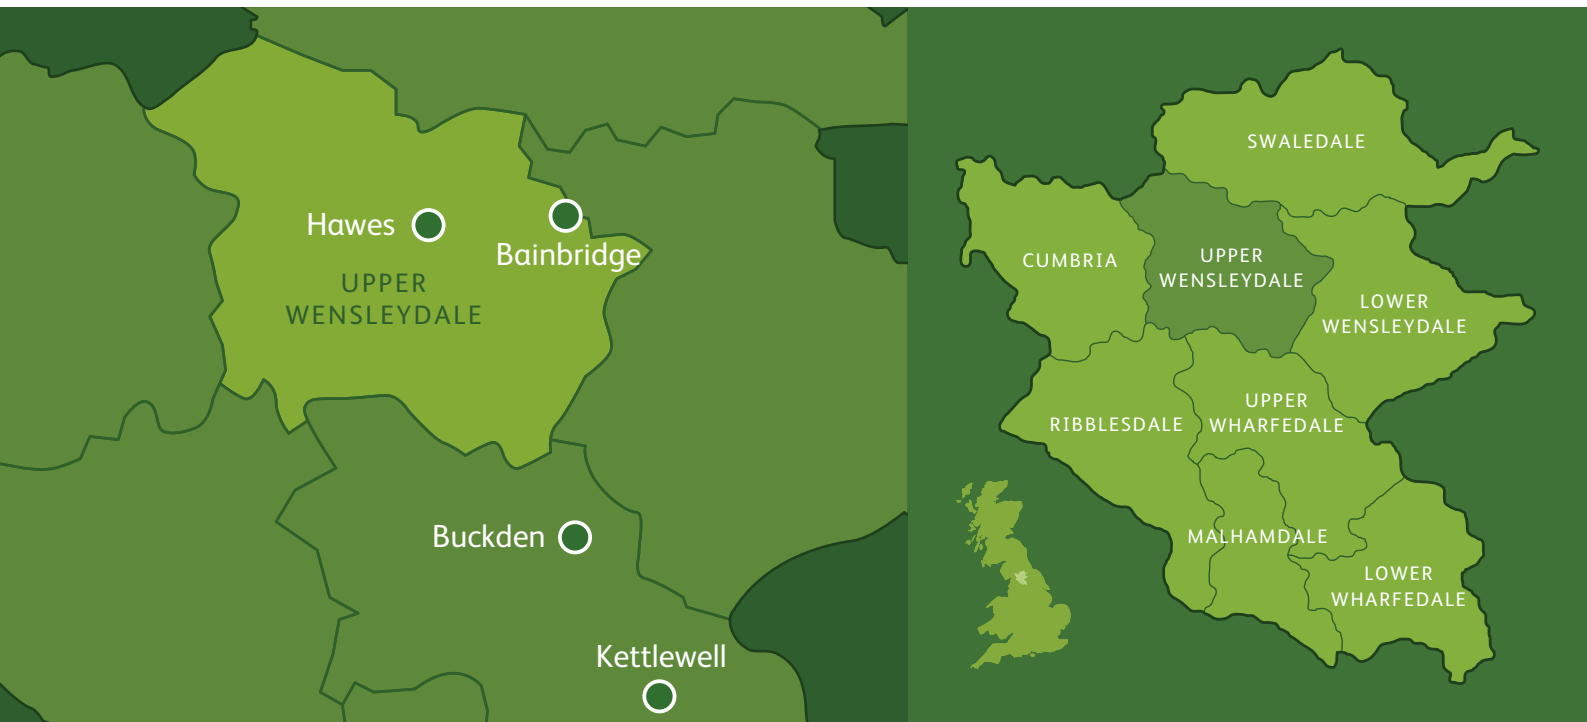 Hawes
Bainbridge
UPPER
WENSLEYDALE
Buckden
Kettlewell
SWALEDALE
CUMBRIA
UPPER
WENSLEYDALE
LOWER
WENSLEYDALE
RIBBLESDALE
UPPER
WHARFEDALE
MALHAMDALE
LOWER
WHARFEDALE